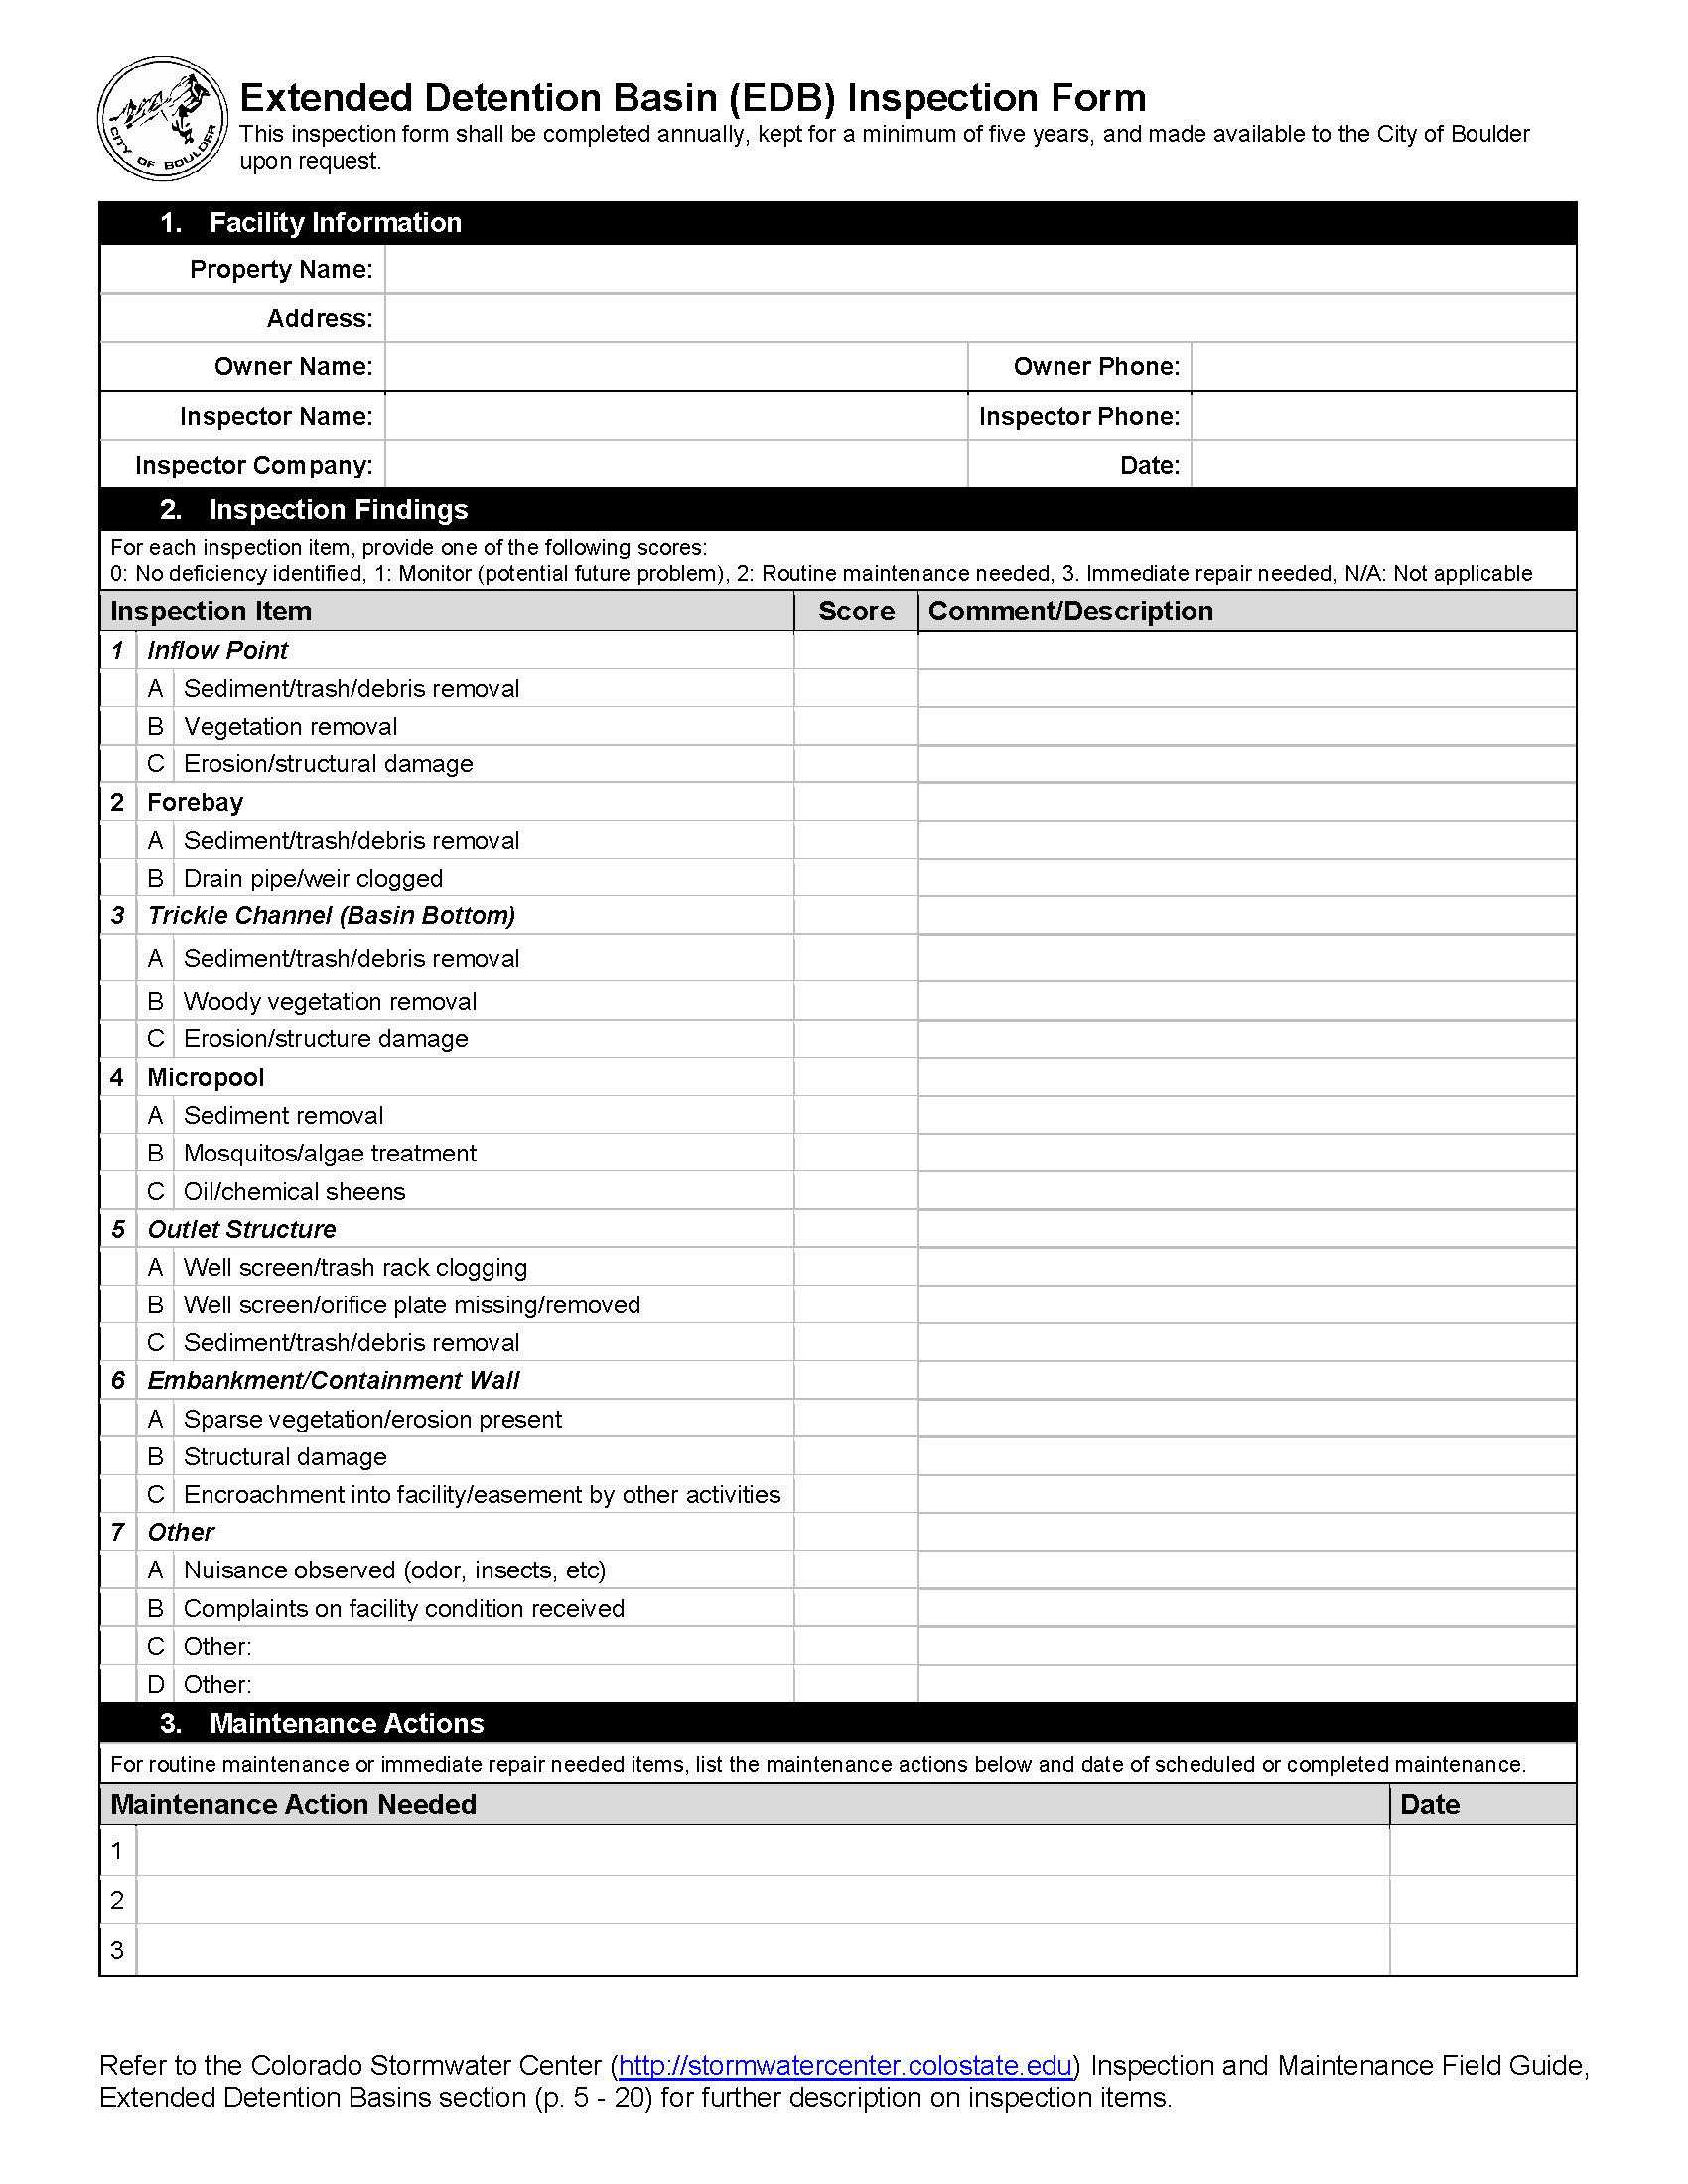 CITY OF BOULDER
Extended Detention Basin (EDB) Inspection Form
This inspection form shall be completed annually, kept for a minimum of five years, and made available to the City of Boulder
upon request.
1. Facility Information
Property Name:
Address:
Owner Name: Owner Phone:
Inspector Name: Inspector Phone:
Inspector Company: Date:
2. Inspection Findings
For each inspection item, provide one of the following scores:
0: No deficiency identified, 1: Monitor (potential future problem), 2: Routine maintenance needed, 3. Immediate repair needed, N/A: Not applicable
Inspection Item Score Comment/Description
1 Inflow Point
A Sediment/trash/debris removal
B Vegetation removal
C Erosion/structural damage
2 Forebay
A Sediment/trash/debris removal
B Drain pipe/weir clogged
3 Trickle Channel (Basin Bottom)
A Sediment/trash/debris removal
B Woody vegetation removal
C Erosion/structure damage
4 Micropool
A Sediment removal
B Mosquitos/algae treatment
C Oil/chemical sheens
5 Outlet Structure
A Well screen/trash rack clogging
B Well screen/orifice plate missing/removed
C Sediment/trash/debris removal
6 Embankment/Containment Wall
A Sparse vegetation/erosion present
B Structural damage
C Encroachment into facility/easement by other activities
7 Other
A Nuisance observed (odor, insects, etc)
B Complaints on facility condition received
C Other:
D Other:
3. Maintenance Actions
For routine maintenance or immediate repair needed items, list the maintenance actions below and date of scheduled or completed maintenance.
Maintenance Action Needed Date
1
2
3
Refer to the Colorado Stormwater Center (http://stormwatercenter.colostate.edu) Inspection and Maintenance Field Guide,
Extended Detention Basins section (p. 5 - 20) for further description on inspection items.